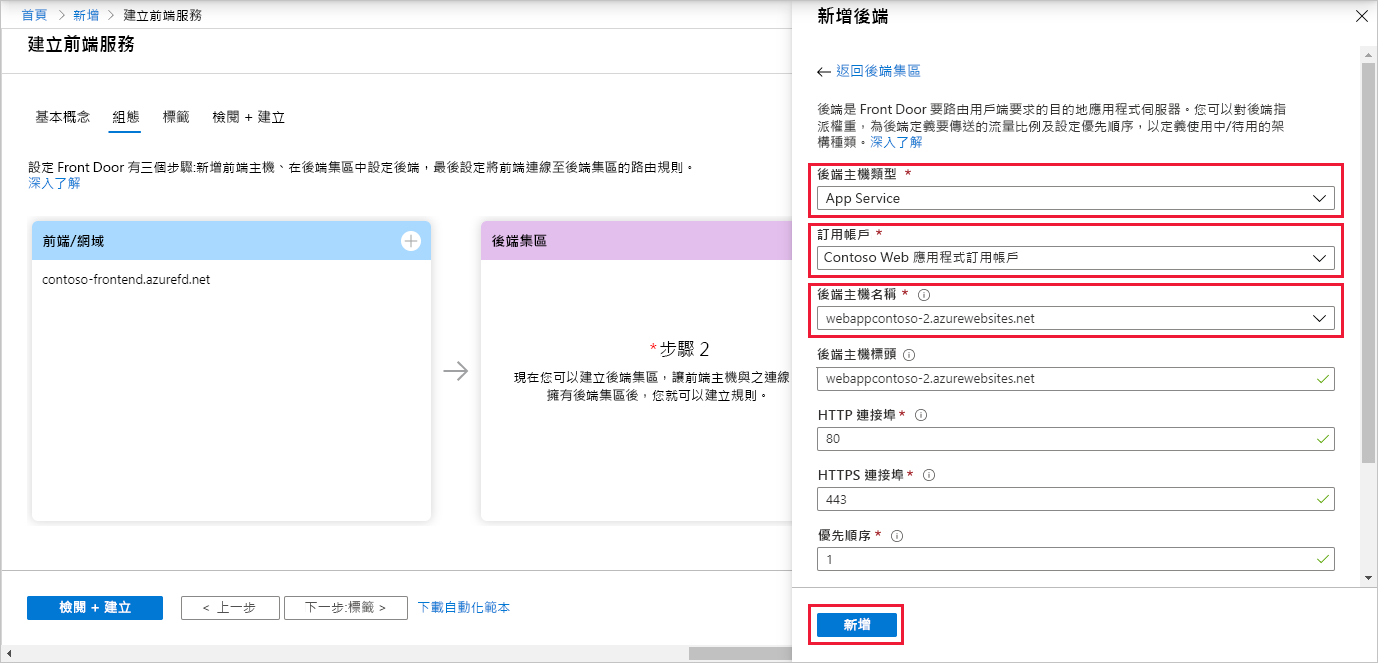 首頁 > 新增 > 建立前端服務
建立前端服務
基本概念 組態 標籤 檢閱 + 建立
設定 Front Door 有三個步驟:新增前端主機、在後端集區中設定後端，最後設定將前端連線至後端集區的路由規則。
深入了解
前端/網域
contoso-frontend.azurefd.net
後端集區
*步驟 2
現在您可以建立後端集區，讓前端主機與之連線
擁有後端集區後，您就可以建立規則。
檢閱 + 建立
< 上一步
下一步:標籤 >
下載自動化範本
新增後端
← 返回後端集區
後端是 Front Door 要路由用戶端要求的目的地應用程式伺服器。您可以對後端指
派權重，為後端定義要傳送的流量比例及設定優先順序，以定義使用中/待用的架
構種類。深入了解
後端主機類型 *
App Service
訂用帳戶 *
Contoso Web 應用程式訂用帳戶
後端主機名稱 *
webappcontoso-2.azurewebsites.net
後端主機標頭
webappcontoso-2.azurewebsites.net
HTTP 連接埠 *
80
HTTPS 連接埠 *
443
優先順序 *
1
新增